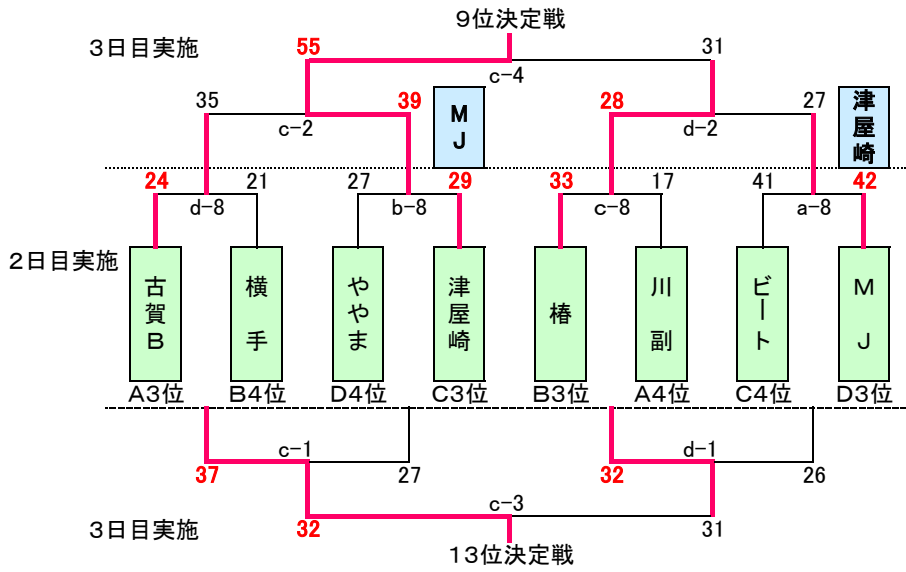 9位決定戦
3日目実施
55
31
c-4
35
39
28
27
c-2
d-2
MJ
津屋崎
24
21
27
29
33
17
41
42
d-8
b-8
c-8
a-8
2日目実施
古賀B
横手
ややま
津屋崎
椿
川副
ビート
MJ
A3位
B4位
D4位
C3位
B3位
A4位
C4位
D3位
c-1
d-1
37
27
32
26
c-3
32
31
3日目実施
13位決定戦